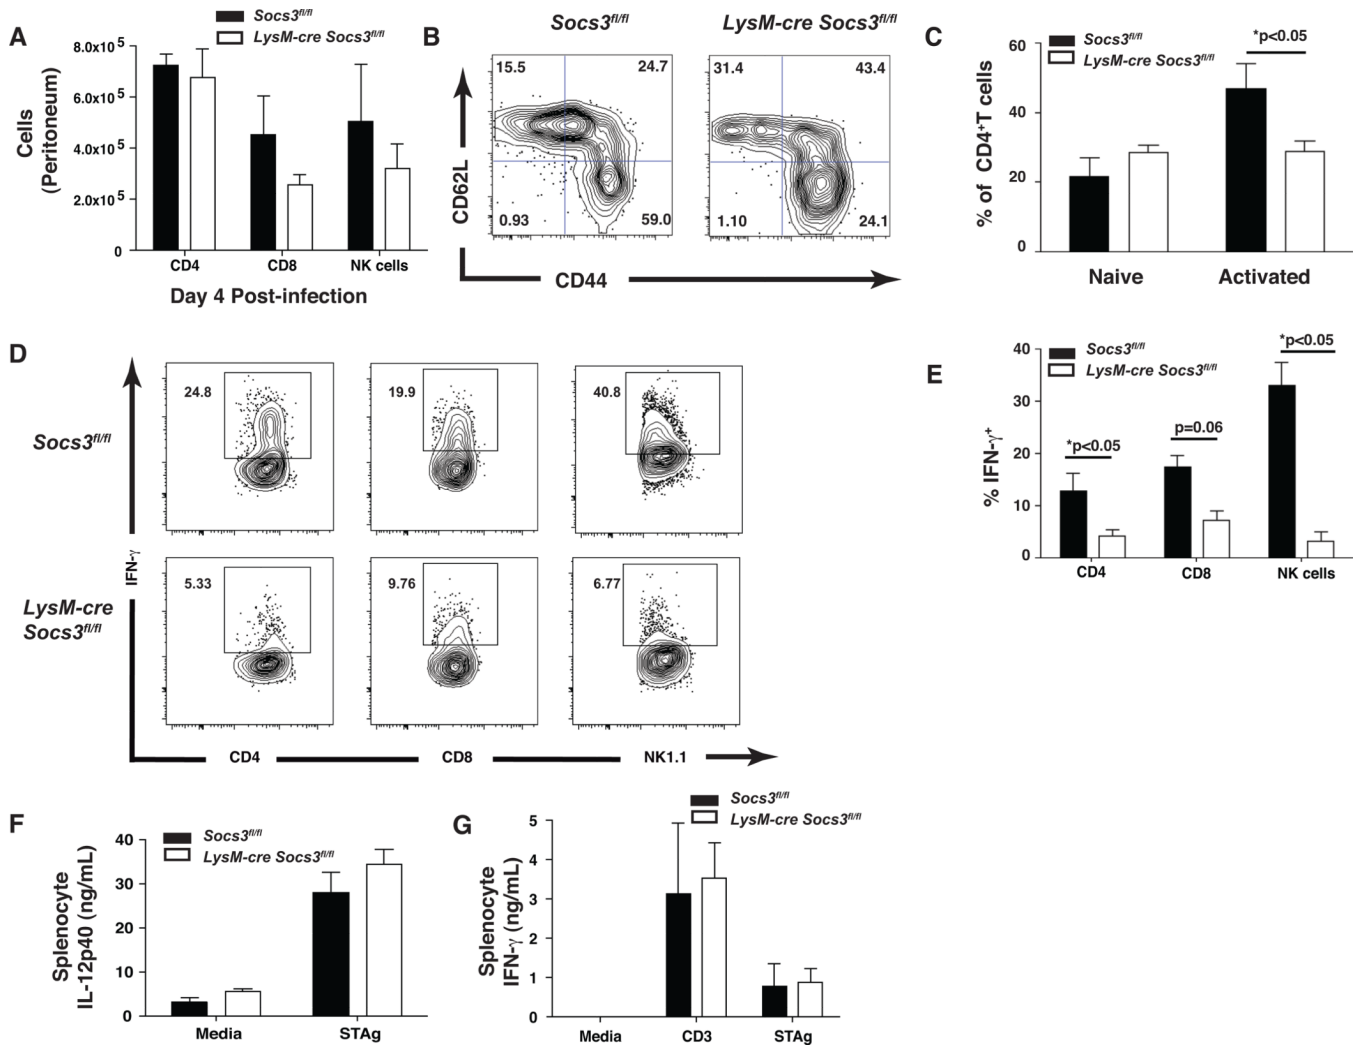 A
Socs3fl/fl
LysM-cre Socs3fl/fl
Cells
(Peritoneum)
8.0x10 5
6.0x10 5
4.0x10 5
2.0x10 5
0
CD4
CD8
NK cells
Day 4 Post-infection
B
Socs3fl/fl
LysM-cre Socs3fl/fl
15.5
24.7
31.4
43.4
0.93
59.0
1.10
24.1
CD62L
CD44
C
Socs3fl/fl
LysM-cre Socs3fl/fl
*p<0.05
% of CD4+T cells
60
40
20
0
Naive
Activated
D
Socs3fl/fl
24.8
19.9
40.8
IFN-γ
LysM-cre
Socs3fl/fl
5.33
9.76
6.77
CD4
CD8
NK1.1
E
Socs3fl/fl
LysM-cre Socs3fl/fl
*p<0.05
p=0.06
*p<0.05
% IFN-γ+
40
30
20
10
0
CD4
CD8
NK cells
F
Socs3fl/fl
LysM-cre Socs3fl/fl
Splenocyte
IL-12p40 (ng/mL)
40
30
20
10
0
Media
STAg
G
Socs3fl/fl
LysM-cre Socs3fl/fl
Splenocyte
IFN-γ (ng/mL)
5
4
3
2
1
0
Media
CD3
STAg